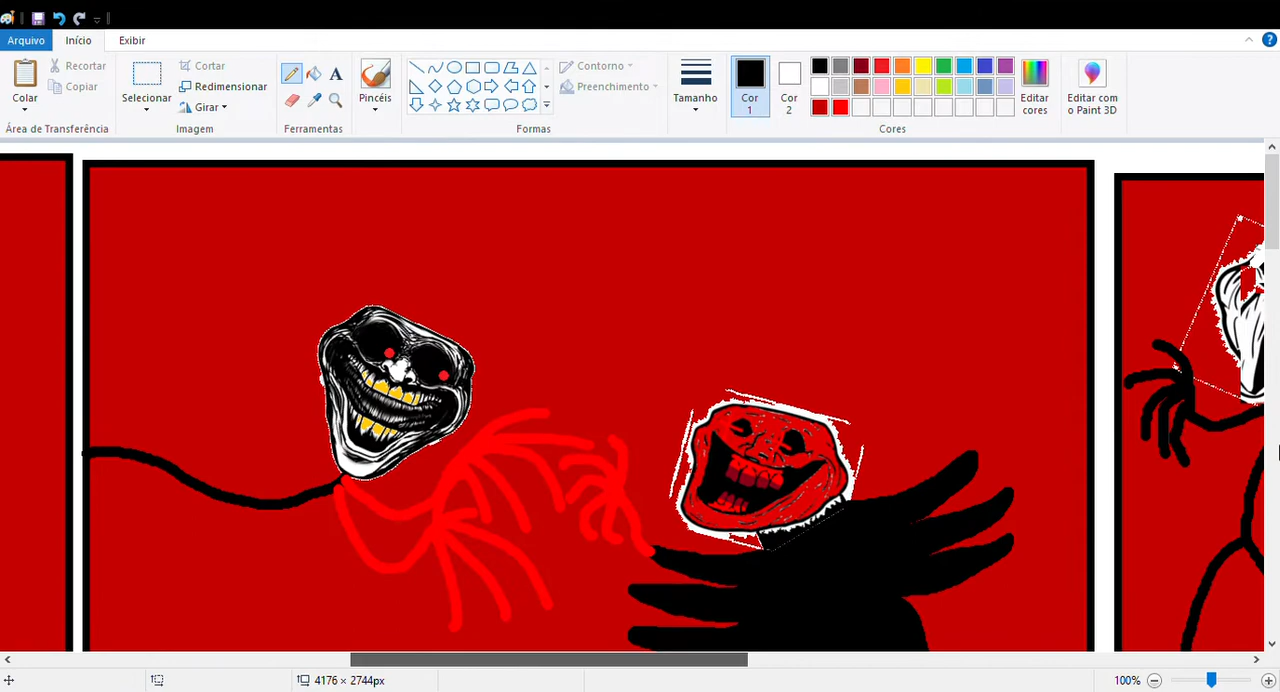 Arquivo Início Exibir
Colar
Recortar
Copiar
Área de Transferência
Selecionar
Cortar
Redimensionar
Girar
Imagem
A
Ferramentas
Pincéis
Contorno
Preenchimento
Formas
Tamanho
Cor
1
Cor
2
Editar
cores
Cores
Editar com
o Paint 3D
?
4176 × 2744px
100%